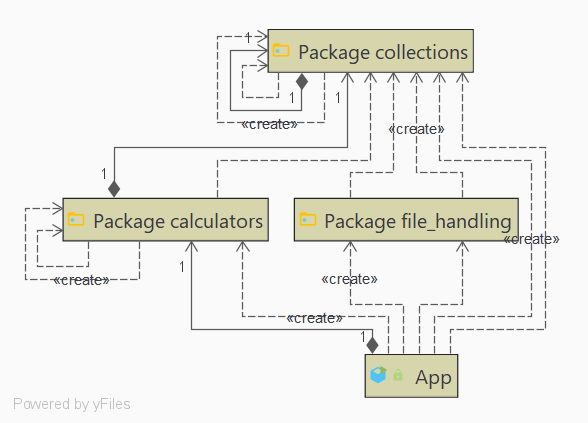 1
Package collections
1
1
«create»
«create»
1
Package calculators
Package file_handling
«create»
1
«create»
«create»
«create»
1
App
Powered by yFiles